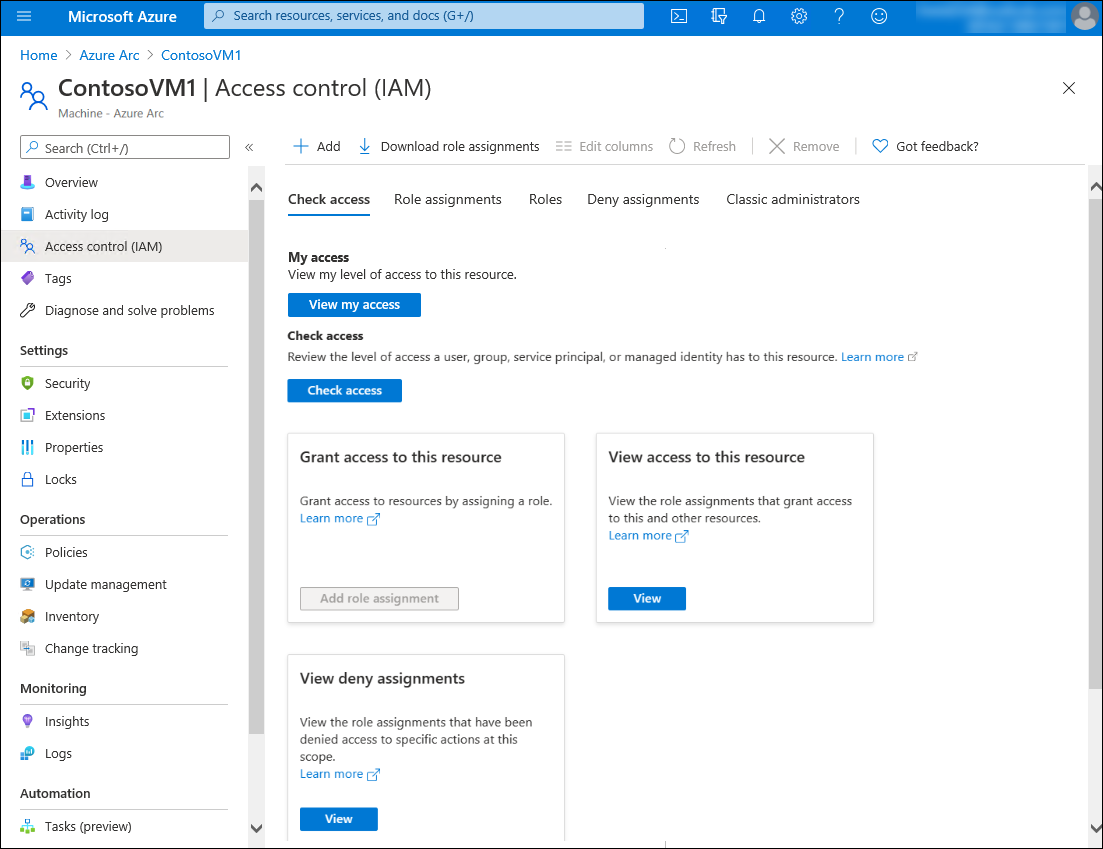 Microsoft Azure
Search resources, services, and docs (G+/)
Home > Azure Arc > ContosoVM1
ContosoVM1 | Access control (IAM)
Machine - Azure Arc
Search (Ctrl+/)
«
Overview
Activity log
Access control (IAM)
Tags
Diagnose and solve problems
Settings
Security
Extensions
Properties
Locks
Operations
Policies
Update management
Inventory
Change tracking
Monitoring
Insights
Logs
Automation
Tasks (preview)
Add Download role assignments Edit columns Refresh Remove Got feedback?
Check access Role assignments Roles Deny assignments Classic administrators
My access
View my level of access to this resource.
View my access
Check access
Review the level of access a user, group, service principal, or managed identity has to this resource. Learn more
Check access
Grant access to this resource
Grant access to resources by assigning a role.
Learn more
Add role assignment
View access to this resource
View the role assignments that grant access
to this and other resources.
Learn more
View
View deny assignments
View the role assignments that have been
denied access to specific actions at this
scope.
Learn more
View